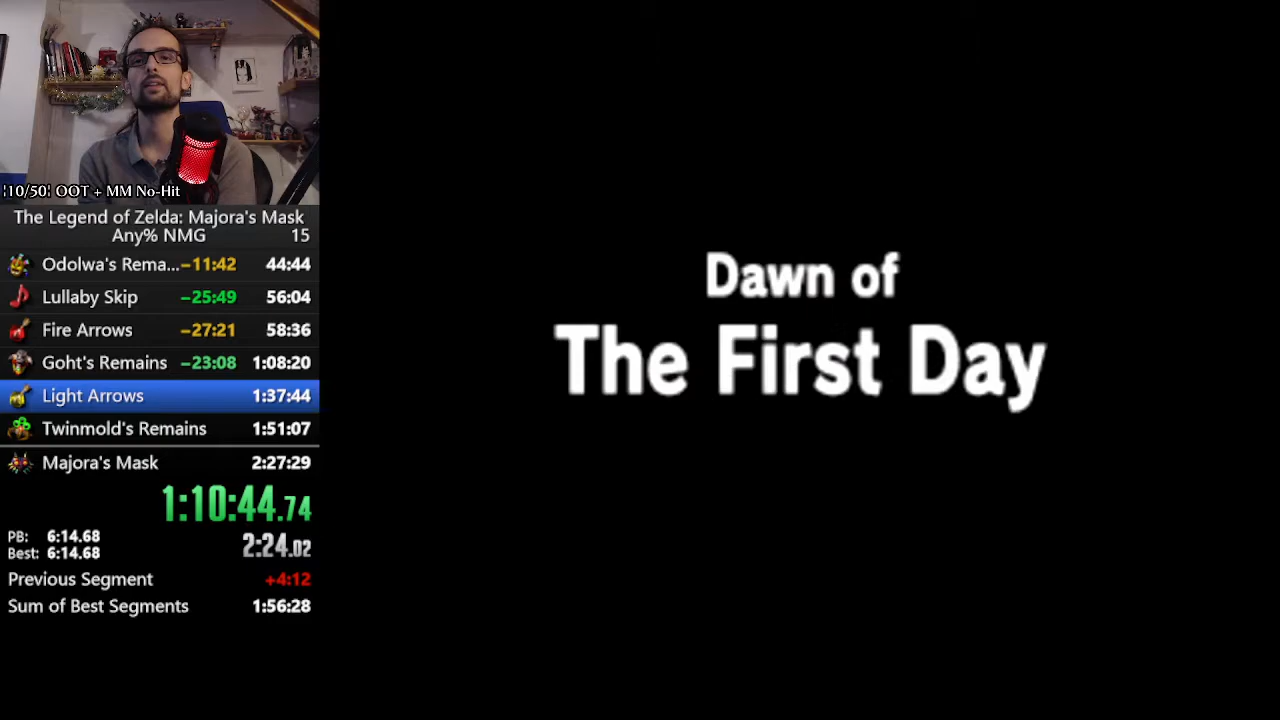 ¦10/50¦ OOT + MM No-Hit
The Legend of Zelda: Majora's Mask
Any% NMG 15
Odolwa's Rema... −11:42 44:44
Lullaby Skip −25:49 56:04
Fire Arrows −27:21 58:36
Goht's Remains −23:08 1:08:20
Light Arrows 1:37:44
Twinmold's Remains 1:51:07
Majora's Mask 2:27:29
1:10:44.74
PB: 6:14.68
Best: 6:14.68
2:24.02
Previous Segment +4:12
Sum of Best Segments 1:56:28
Dawn of
The First Day